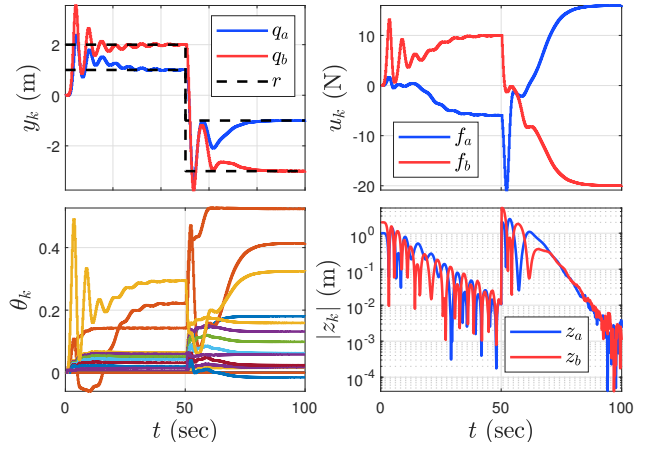 2
0
-2
y_k (m)
q_a
q_b
r
10
0
-10
-20
u_k (N)
f_a
f_b
0.4
0.2
0
θ_k
0 50 100
t (sec)
10^0
10^-1
10^-2
10^-3
10^-4
|z_k| (m)
z_a
z_b
0 50 100
t (sec)